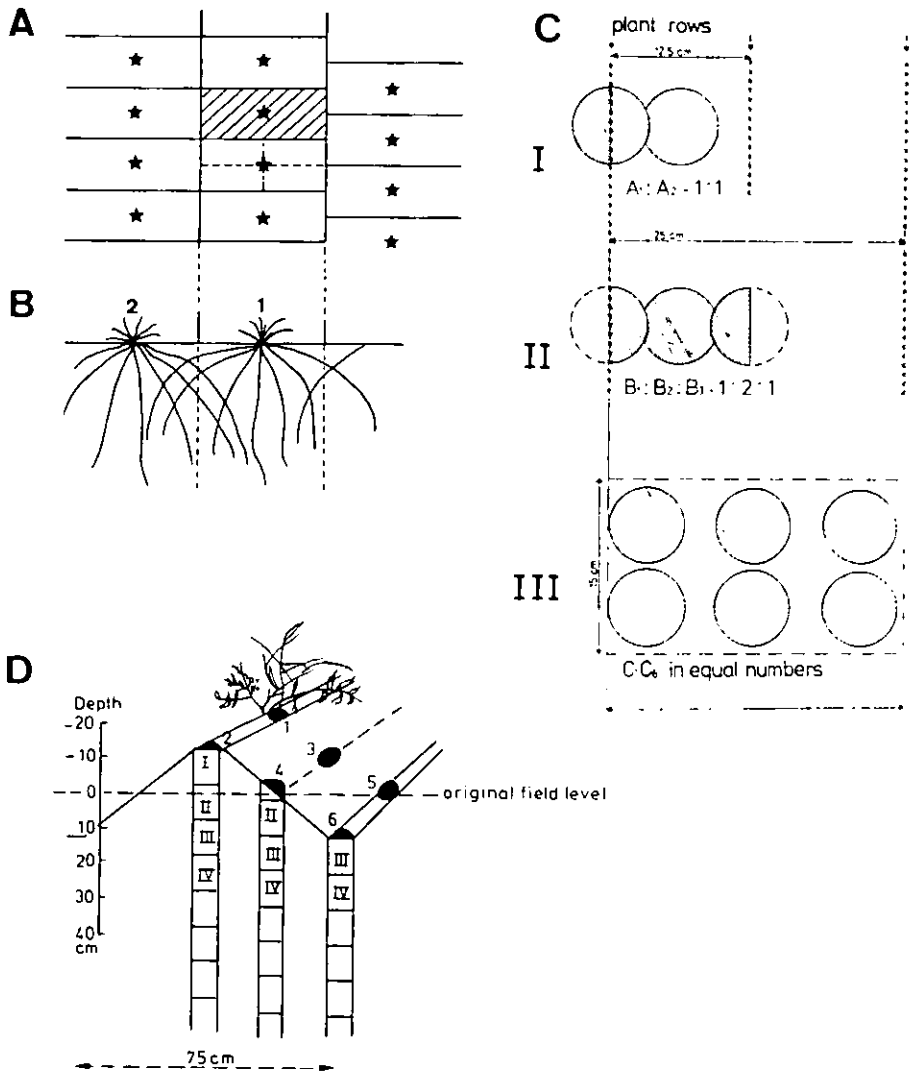 A
B
2
1
C
plant rows
12.5 cm
I
A₁ : A₂ - 1 : 1
25 cm
II
B₁ : B₂ : B₃ - 1 : 2 : 1
III
15 cm
C₁-C₆ in equal numbers
D
Depth
-20
-10
0
10
20
30
40
cm
1
2
3
4
5
6
original field level
I
II
III
IV
II
III
IV
III
IV
75cm